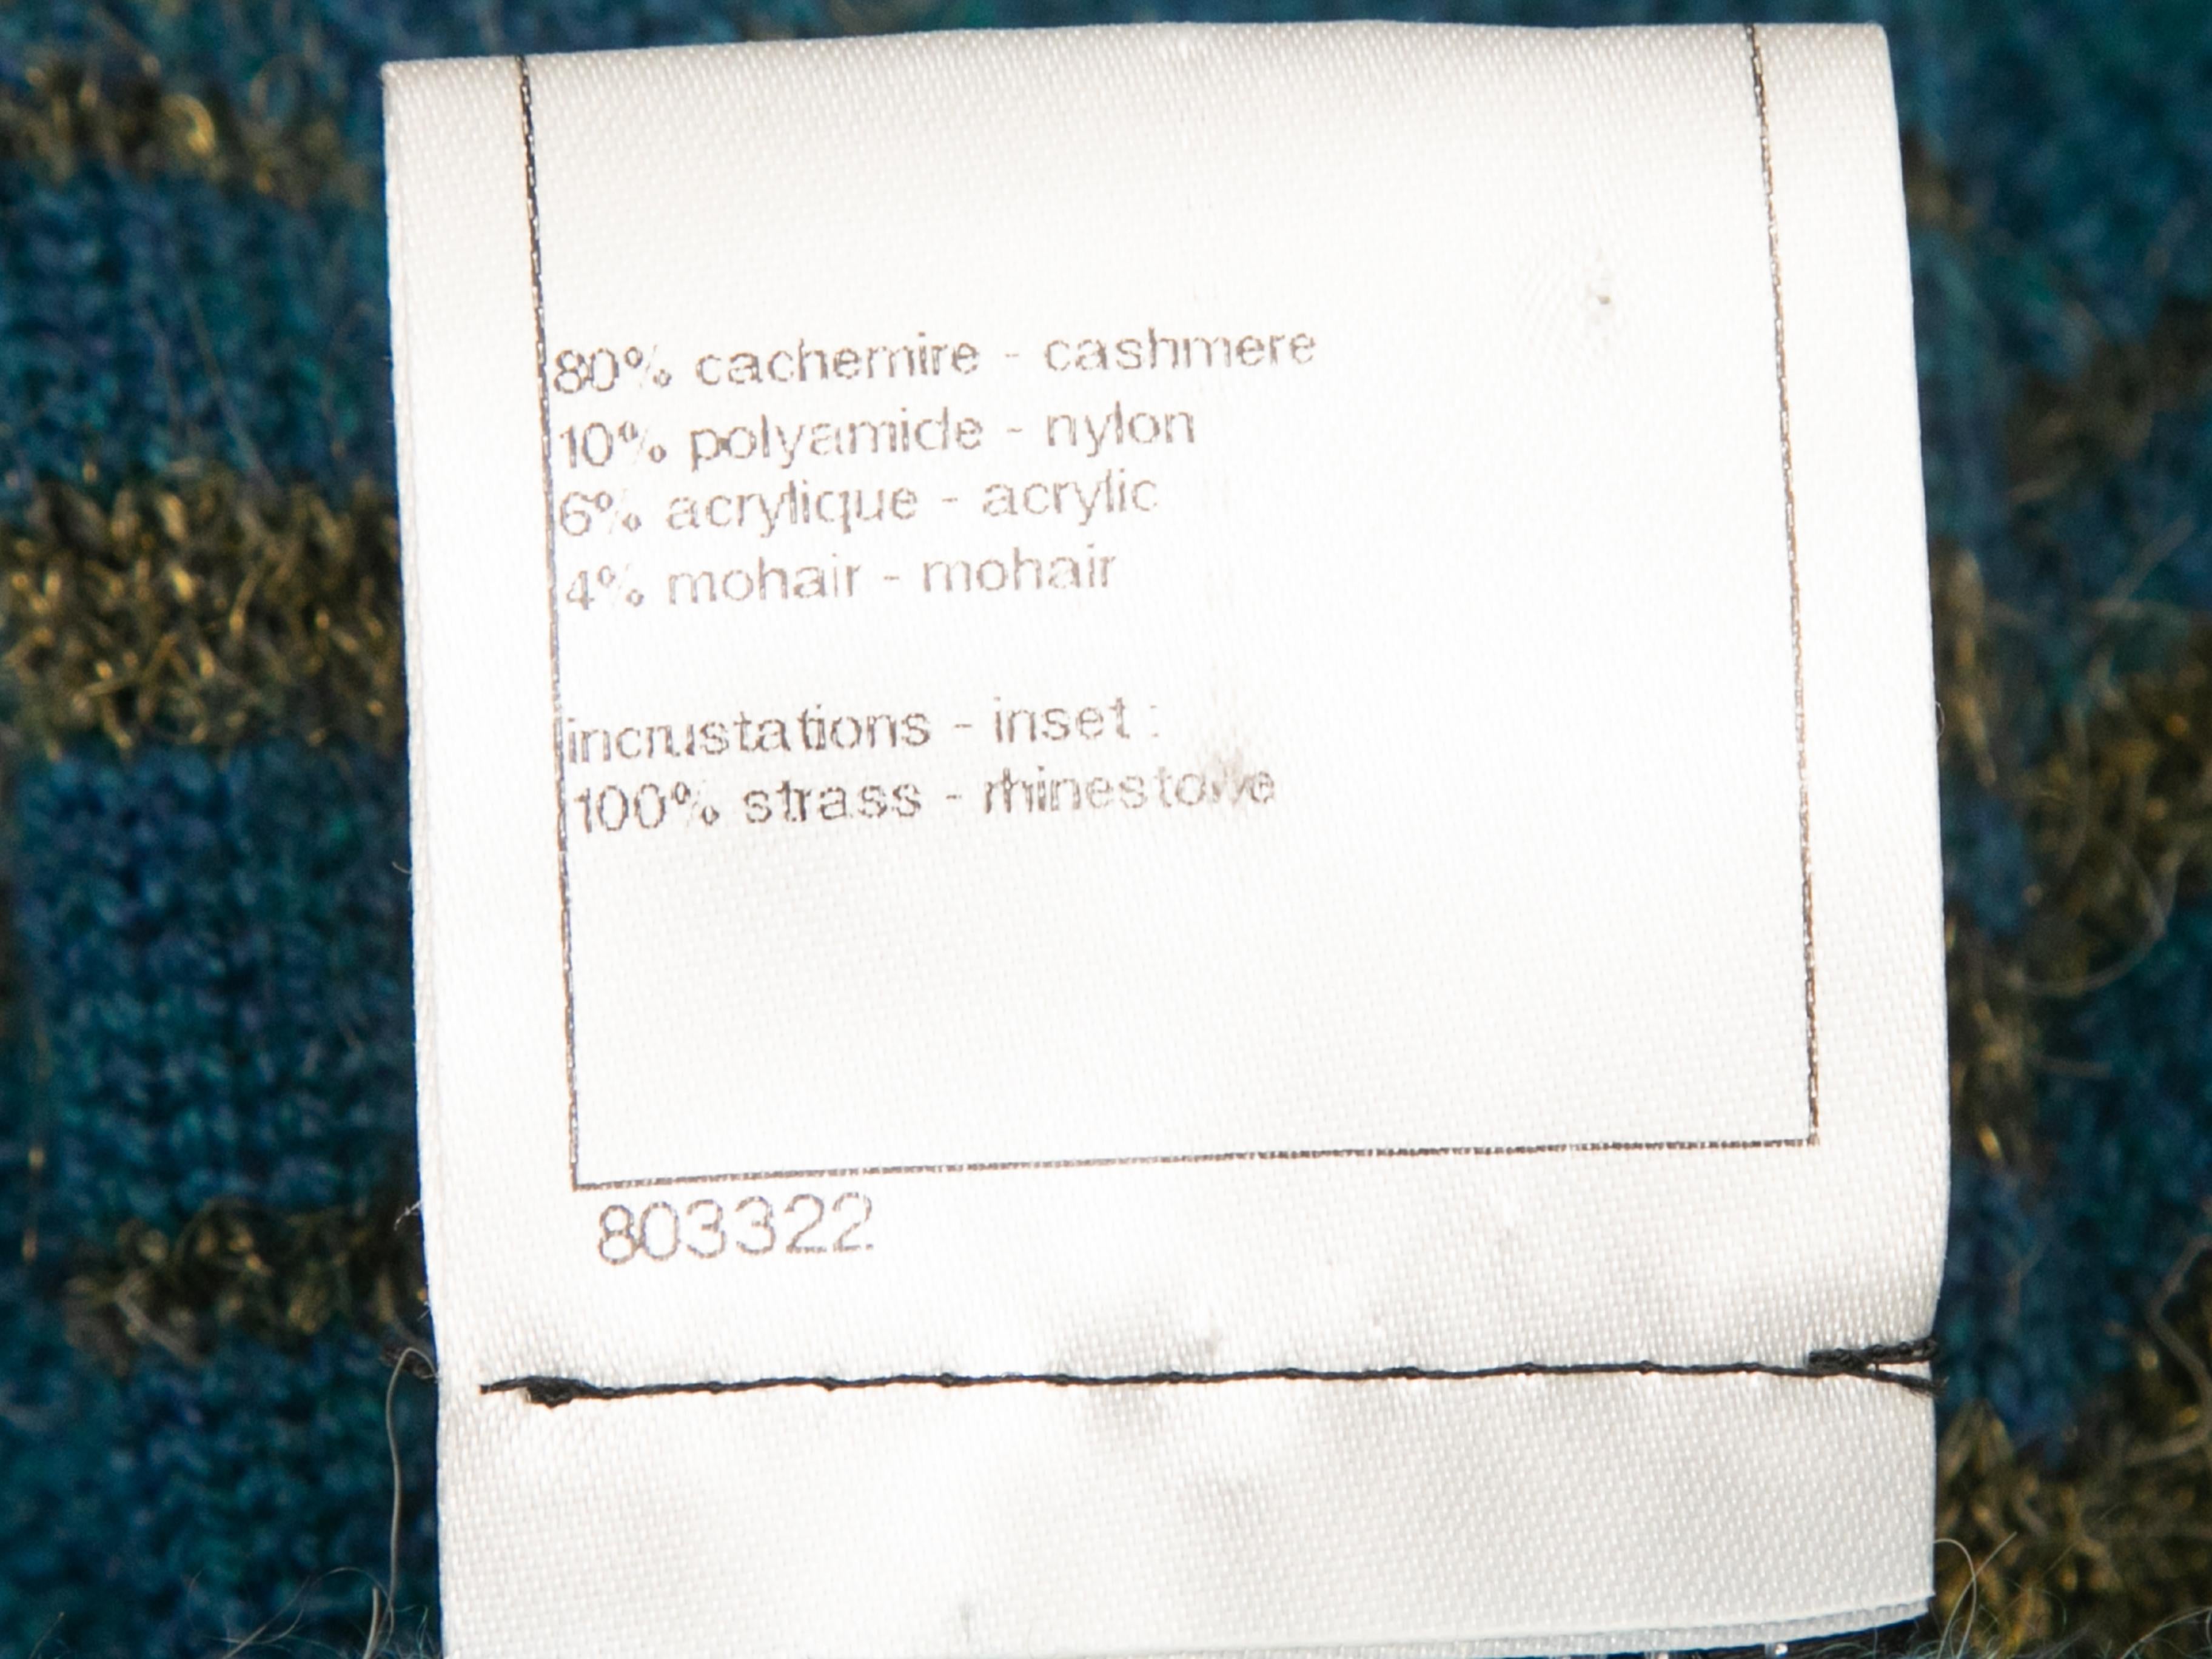 80% cachemire - cashmere
10% polyamide - nylon
6% acrylique - acrylic
4% mohair - mohair
incrustations - inset :
100% strass - rhinestone
803322